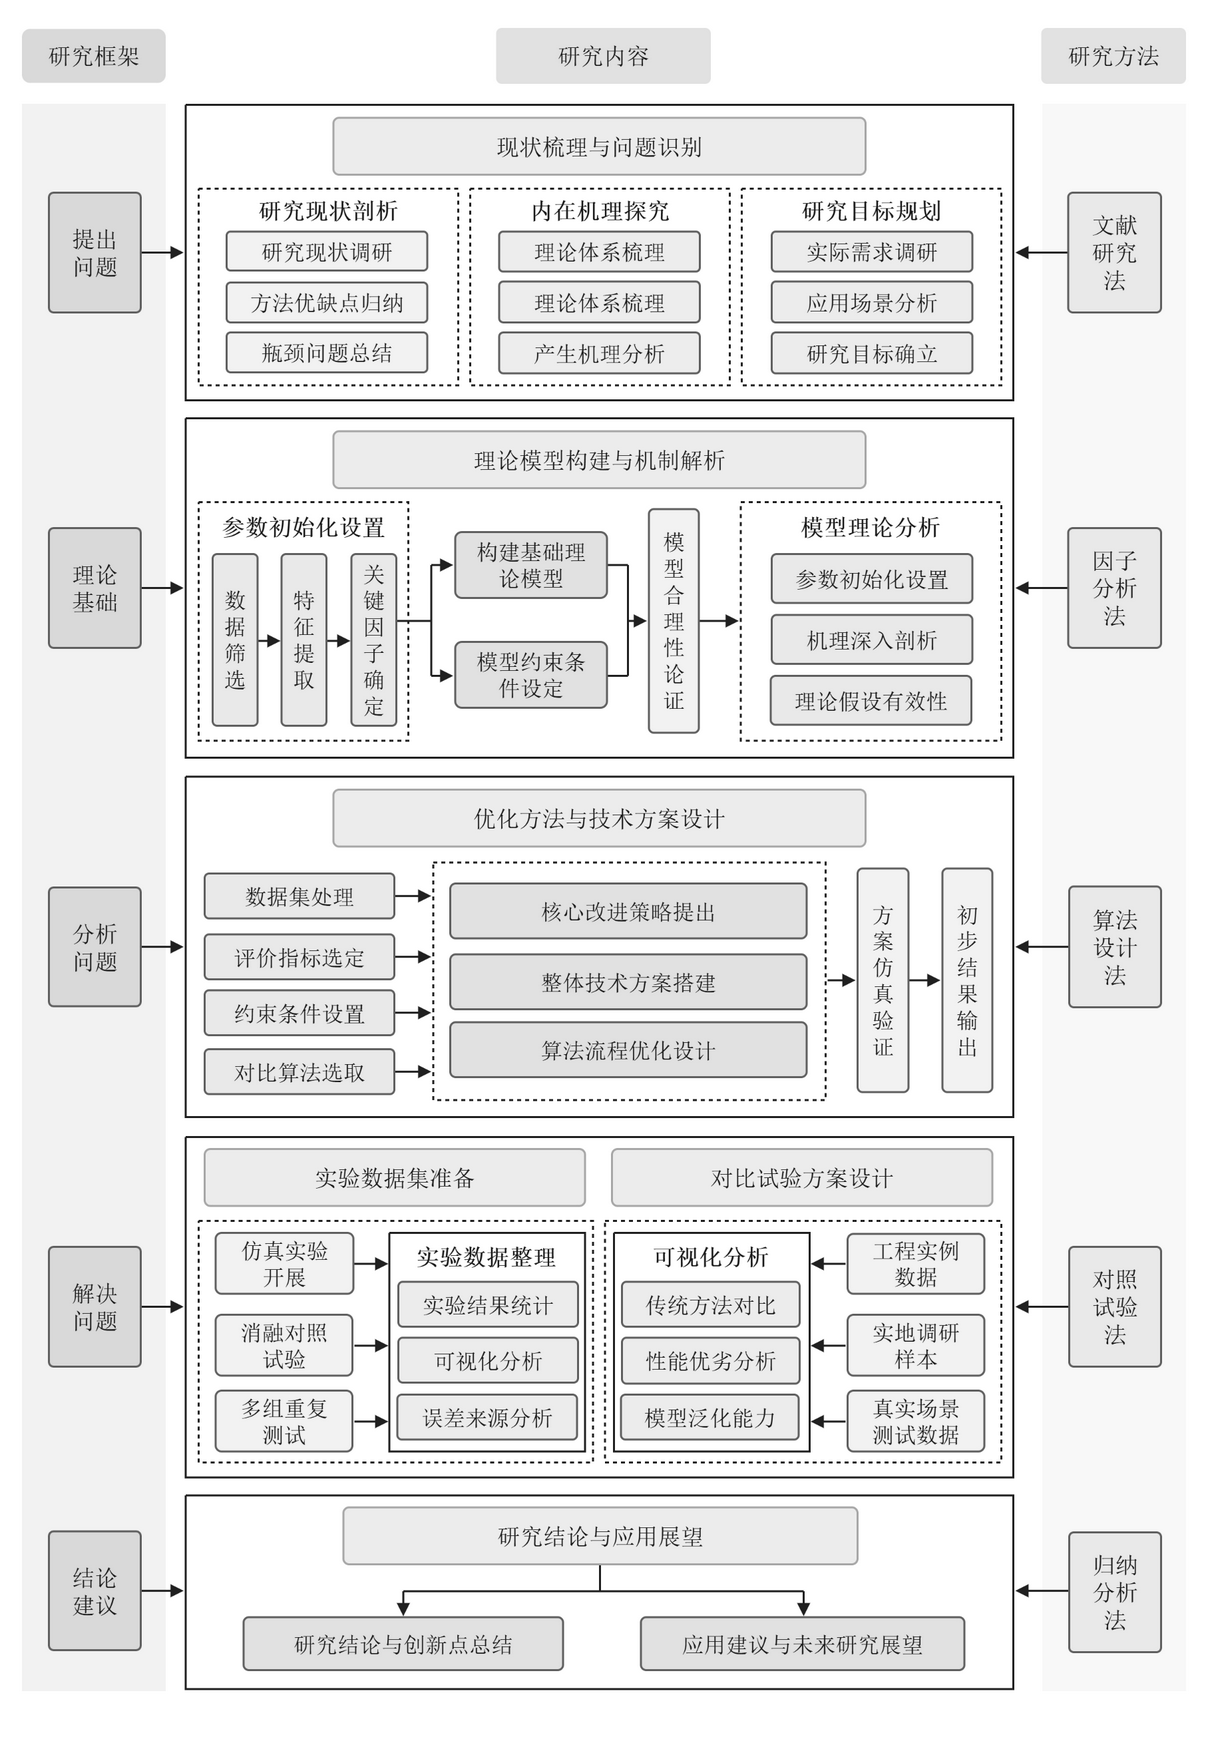 研究框架
研究内容
研究方法
提出
问题
现状梳理与问题识别
研究现状剖析
研究现状调研
方法优缺点归纳
瓶颈问题总结
内在机理探究
理论体系梳理
理论体系梳理
产生机理分析
研究目标规划
实际需求调研
应用场景分析
研究目标确立
文献
研究
法
理论
基础
理论模型构建与机制解析
参数初始化设置
数据筛选
特征提取
关键因子确定
构建基础理
论模型
模型约束条
件设定
模型合理性论证
模型理论分析
参数初始化设置
机理深入剖析
理论假设有效性
因子
分析
法
分析
问题
优化方法与技术方案设计
数据集处理
评价指标选定
约束条件设置
对比算法选取
核心改进策略提出
整体技术方案搭建
算法流程优化设计
方案仿真验证
初步结果输出
算法
设计
法
解决
问题
实验数据集准备
仿真实验
开展
消融对照
试验
多组重复
测试
实验数据整理
实验结果统计
可视化分析
误差来源分析
对比试验方案设计
可视化分析
传统方法对比
性能优劣分析
模型泛化能力
工程实例
数据
实地调研
样本
真实场景
测试数据
对照
试验
法
结论
建议
研究结论与应用展望
研究结论与创新点总结
应用建议与未来研究展望
归纳
分析
法